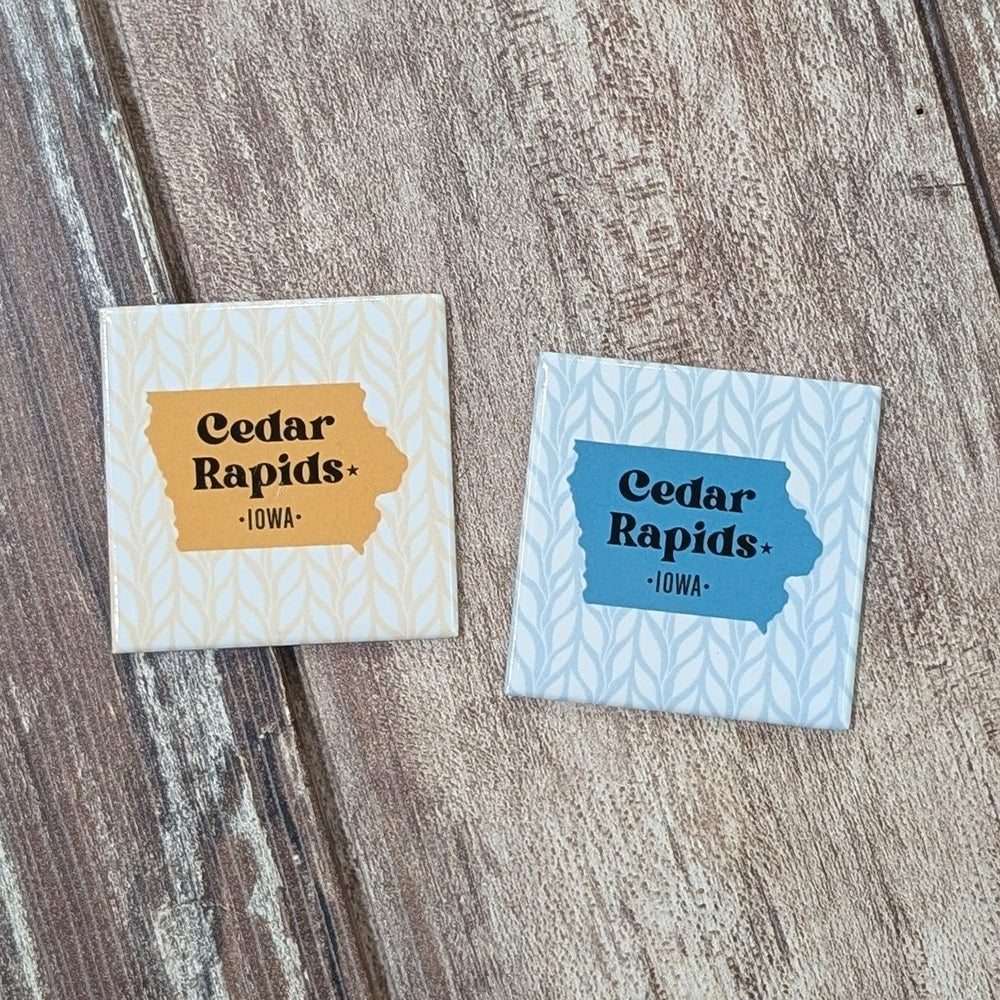 Cedar
Rapids★
•IOWA•
Cedar
Rapids★
•IOWA•